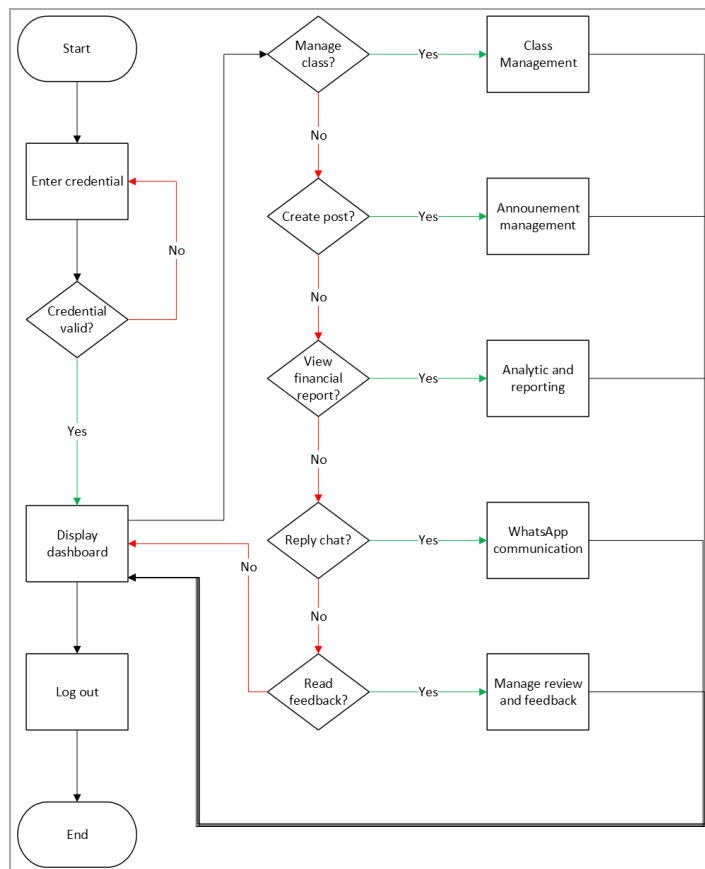 Start
Enter credential
No
Credential
valid?
Yes
Display
dashboard
Log out
End
Manage
class?
Yes
Class
Management
No
Create post?
Yes
Announement
management
No
View
financial
report?
Yes
Analytic and
reporting
No
Reply chat?
Yes
WhatsApp
communication
No
No
Read
feedback?
Yes
Manage review
and feedback